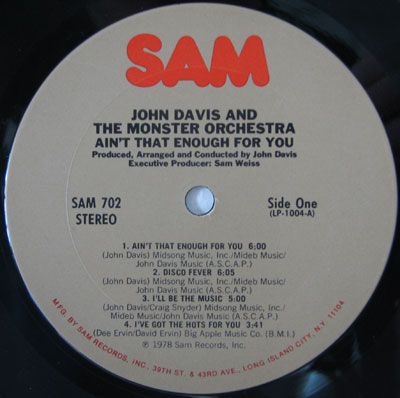 SAM
JOHN DAVIS AND
THE MONSTER ORCHESTRA
AIN'T THAT ENOUGH FOR YOU
Produced, Arranged and Conducted by John Davis
Executive Producer: Sam Weiss
SAM 702
STEREO
Side One
(LP-1004-A)
1. AIN'T THAT ENOUGH FOR YOU 6:00
(John Davis) Midsong Music, Inc./Mideb Music/
John Davis Music (A.S.C.A.P.)
2. DISCO FEVER 6:05
(John Davis) Midsong Music, Inc./Mideb Music/
John Davis Music (A.S.C.A.P.)
3. I'LL BE THE MUSIC 5:00
(John Davis/Craig Snyder) Midsong Music, Inc./
Mideb Music/John Davis Music (A.S.C.A.P.)
4. I'VE GOT THE HOTS FOR YOU 3:41
(Dee Ervin/David Ervin) Big Apple Music Co. (B.M.I.)
℗ 1978 Sam Records, Inc.
MFG. BY SAM RECORDS, INC., 39TH ST. & 43RD AVE., LONG ISLAND CITY, N.Y. 11104